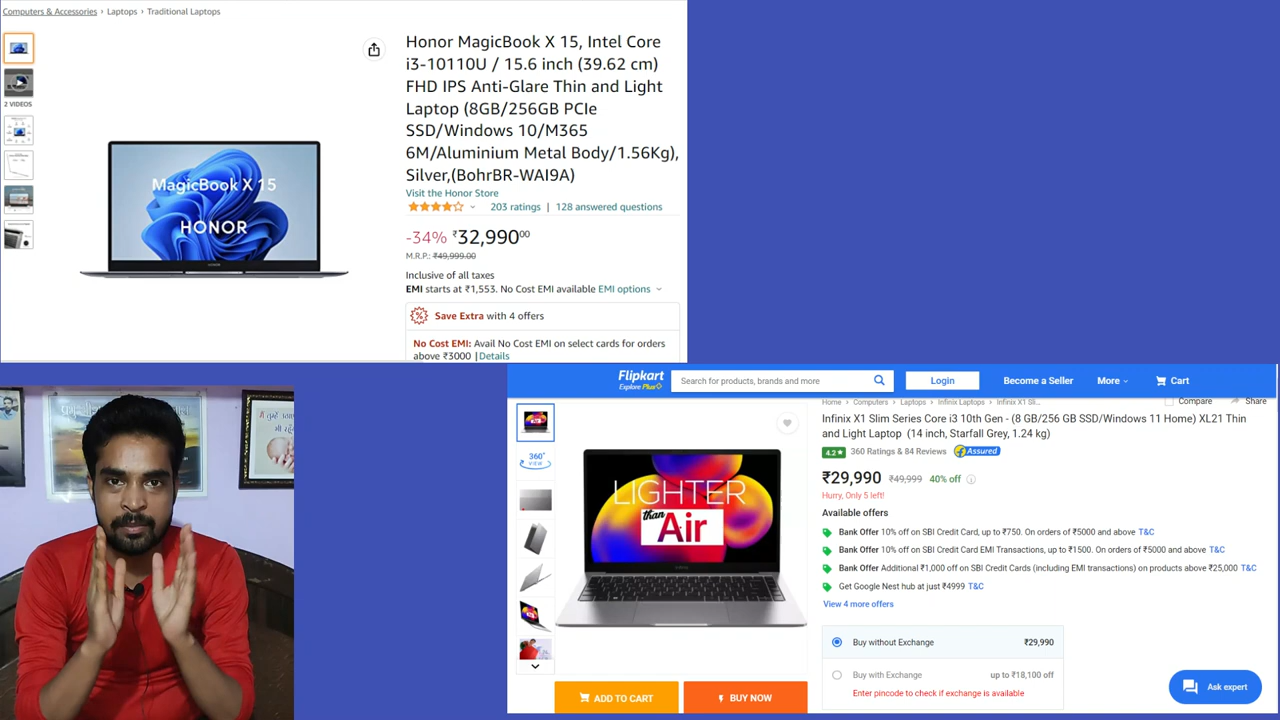 Computers & Accessories › Laptops › Traditional Laptops
2 VIDEOS
MagicBook X 15
HONOR
Honor MagicBook X 15, Intel Core
i3-10110U / 15.6 inch (39.62 cm)
FHD IPS Anti-Glare Thin and Light
Laptop (8GB/256GB PCIe
SSD/Windows 10/M365
6M/Aluminium Metal Body/1.56Kg),
Silver,(BohrBR-WAI9A)
Visit the Honor Store
203 ratings | 128 answered questions
-34% ₹32,990⁰⁰
M.R.P.: ₹49,999.00
Inclusive of all taxes
EMI starts at ₹1,553. No Cost EMI available EMI options
Save Extra with 4 offers
No Cost EMI: Avail No Cost EMI on select cards for orders
above ₹3000 |Details
Flipkart
Explore Plus
Search for products, brands and more
Login
Become a Seller
More
Cart
Home › Computers › Laptops › Infinix Laptops › Infinix X1 Sli...
Compare
Share
360°
LIGHTER
than
Air
Infinix X1 Slim Series Core i3 10th Gen - (8 GB/256 GB SSD/Windows 11 Home) XL21 Thin
and Light Laptop (14 inch, Starfall Grey, 1.24 kg)
4.2★ 360 Ratings & 84 Reviews Assured
₹29,990 ₹49,999 40% off
Hurry, Only 5 left!
Available offers
Bank Offer 10% off on SBI Credit Card, up to ₹750. On orders of ₹5000 and above T&C
Bank Offer 10% off on SBI Credit Card EMI Transactions, up to ₹1500. On orders of ₹5000 and above T&C
Bank Offer Additional ₹1,000 off on SBI Credit Cards (including EMI transactions) on products above ₹25,000 T&C
Get Google Nest hub at just ₹4999 T&C
View 4 more offers
Buy without Exchange ₹29,990
Buy with Exchange up to ₹18,100 off
Enter pincode to check if exchange is available
ADD TO CART
BUY NOW
Ask expert